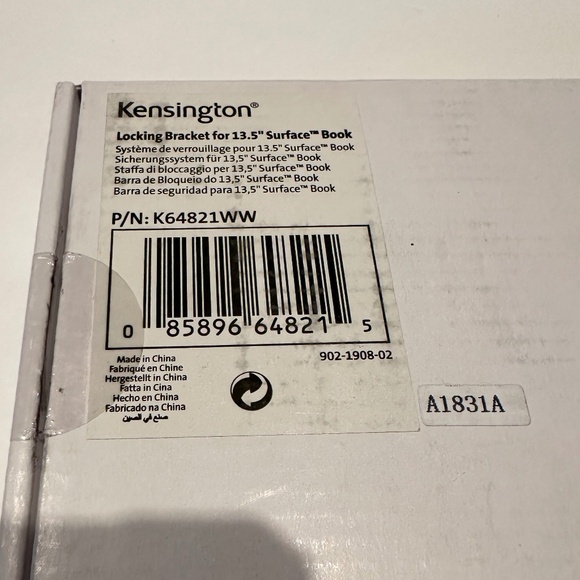 Kensington®
Locking Bracket for 13.5" Surface™ Book
Système de verrouillage pour 13.5" Surface™ Book
Sicherungssystem für 13,5" Surface™ Book
Staffa di bloccaggio per 13,5" Surface™ Book
Barra de Bloqueio do 13,5" Surface™ Book
Barra de seguridad para 13,5" Surface™ Book
P/N: K64821WW
0 85896 64821 5
902-1908-02
Made in China
Fabriqué en Chine
Hergestellt in China
Fatta in Cina
Hecho en China
Fabricado na China
صنع في الصين
A1831A